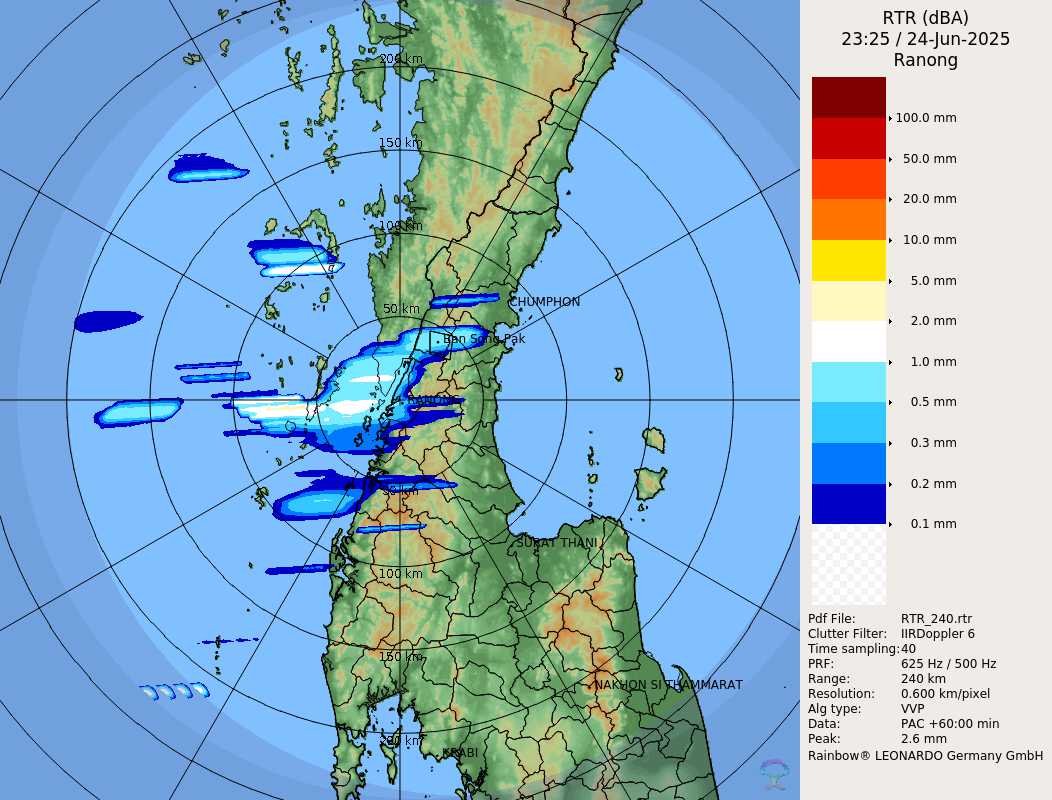 RTR (dBA)
23:25 / 24-Jun-2025
Ranong
100.0 mm
50.0 mm
20.0 mm
10.0 mm
5.0 mm
2.0 mm
1.0 mm
0.5 mm
0.3 mm
0.2 mm
0.1 mm
Pdf File: RTR_240.rtr
Clutter Filter: IIRDoppler 6
Time sampling:40
PRF: 625 Hz / 500 Hz
Range: 240 km
Resolution: 0.600 km/pixel
Alg type: VVP
Data: PAC +60:00 min
Peak: 2.6 mm
Rainbow® LEONARDO Germany GmbH
200 km
150 km
100 km
50 km
CHUMPHON
Ban Song Pak
RANONG
50 km
SURAT THANI
100 km
150 km
NAKHON SI THAMMARAT
200 km
KRABI